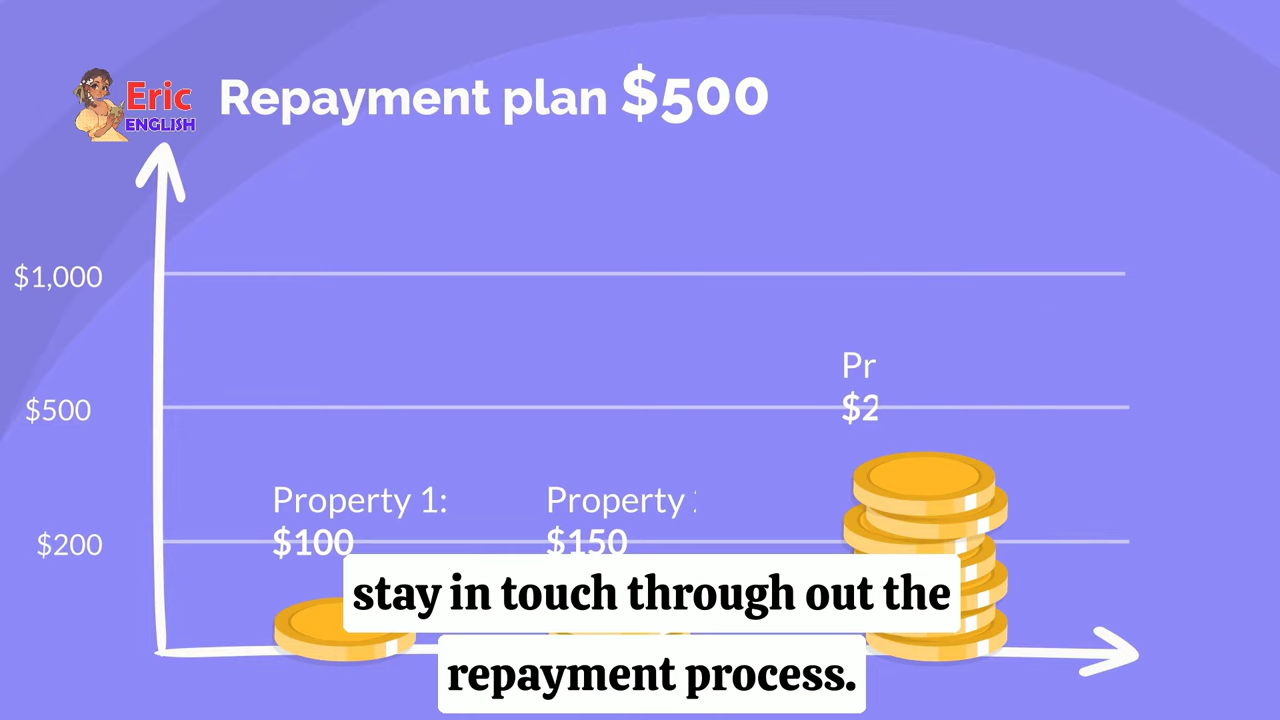 Eric
ENGLISH
Repayment plan $500
$1,000
$500
$200
Pr
$2
Property 1:
$100
Property
$150
stay in touch through out the
repayment process.